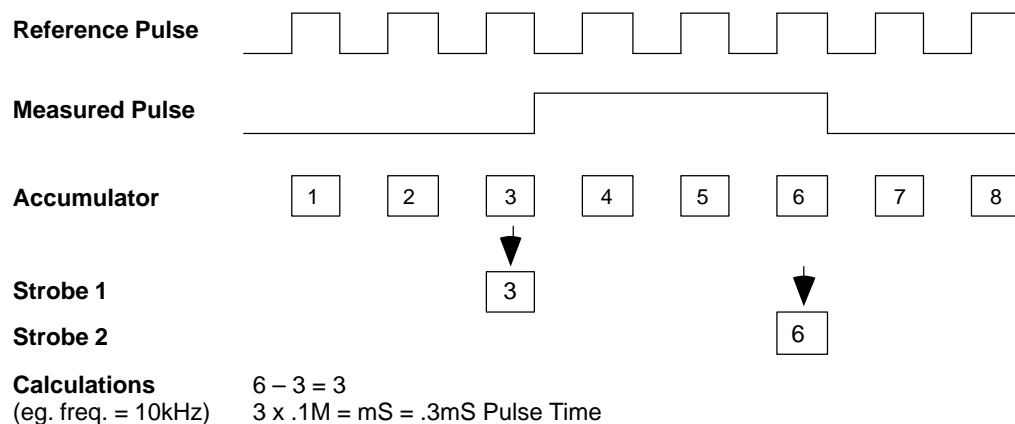 Reference Pulse
Measured Pulse
Accumulator 1 2 3 4 5 6 7 8
Strobe 1 3
Strobe 2 6
Calculations 6 – 3 = 3
(eg. freq. = 10kHz) 3 x .1M = mS = .3mS Pulse Time